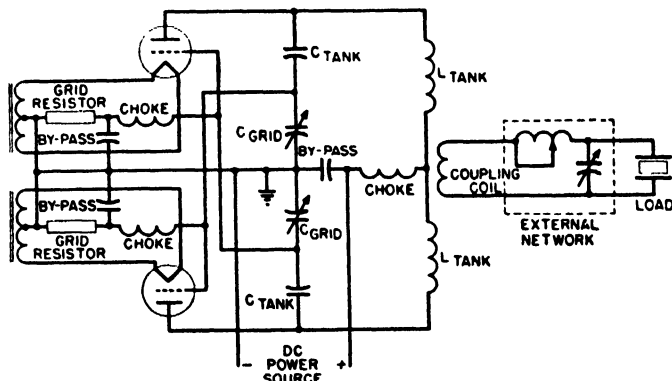 C TANK
L TANK
GRID
RESISTOR
CHOKE
BY-PASS
C GRID
BY-PASS
CHOKE
COUPLING
COIL
LOAD
EXTERNAL
NETWORK
BY-PASS
GRID
RESISTOR
CHOKE
C GRID
L TANK
C TANK
- DC +
POWER
SOURCE